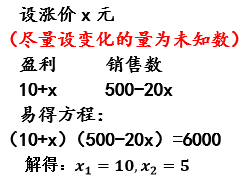 设涨价 x 元
（尽量设变化的量为未知数）
盈利 销售数
10+x 500-20x
易得方程：
（10+x）（500-20x）=6000
解得：x₁ = 10, x₂ = 5